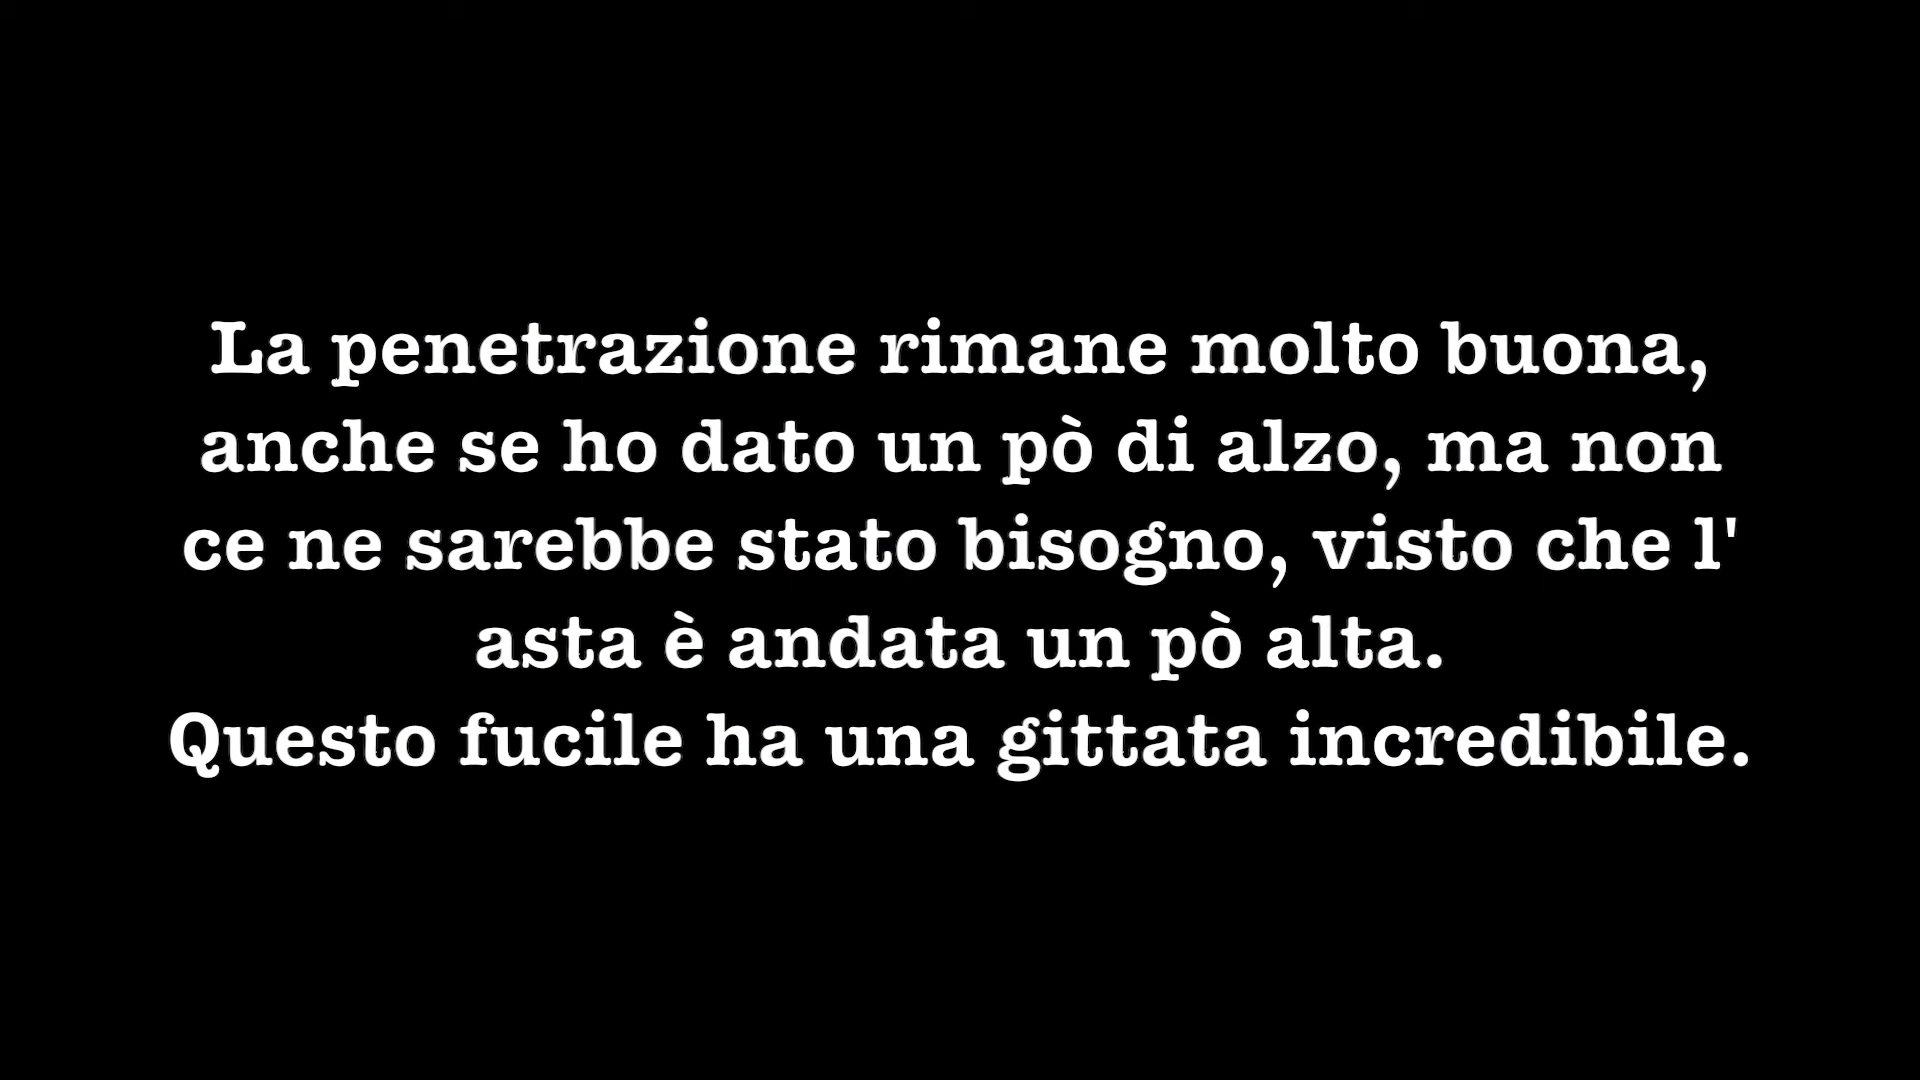 La penetrazione rimane molto buona,
anche se ho dato un pò di alzo, ma non
ce ne sarebbe stato bisogno, visto che l'
asta è andata un pò alta.
Questo fucile ha una gittata incredibile.